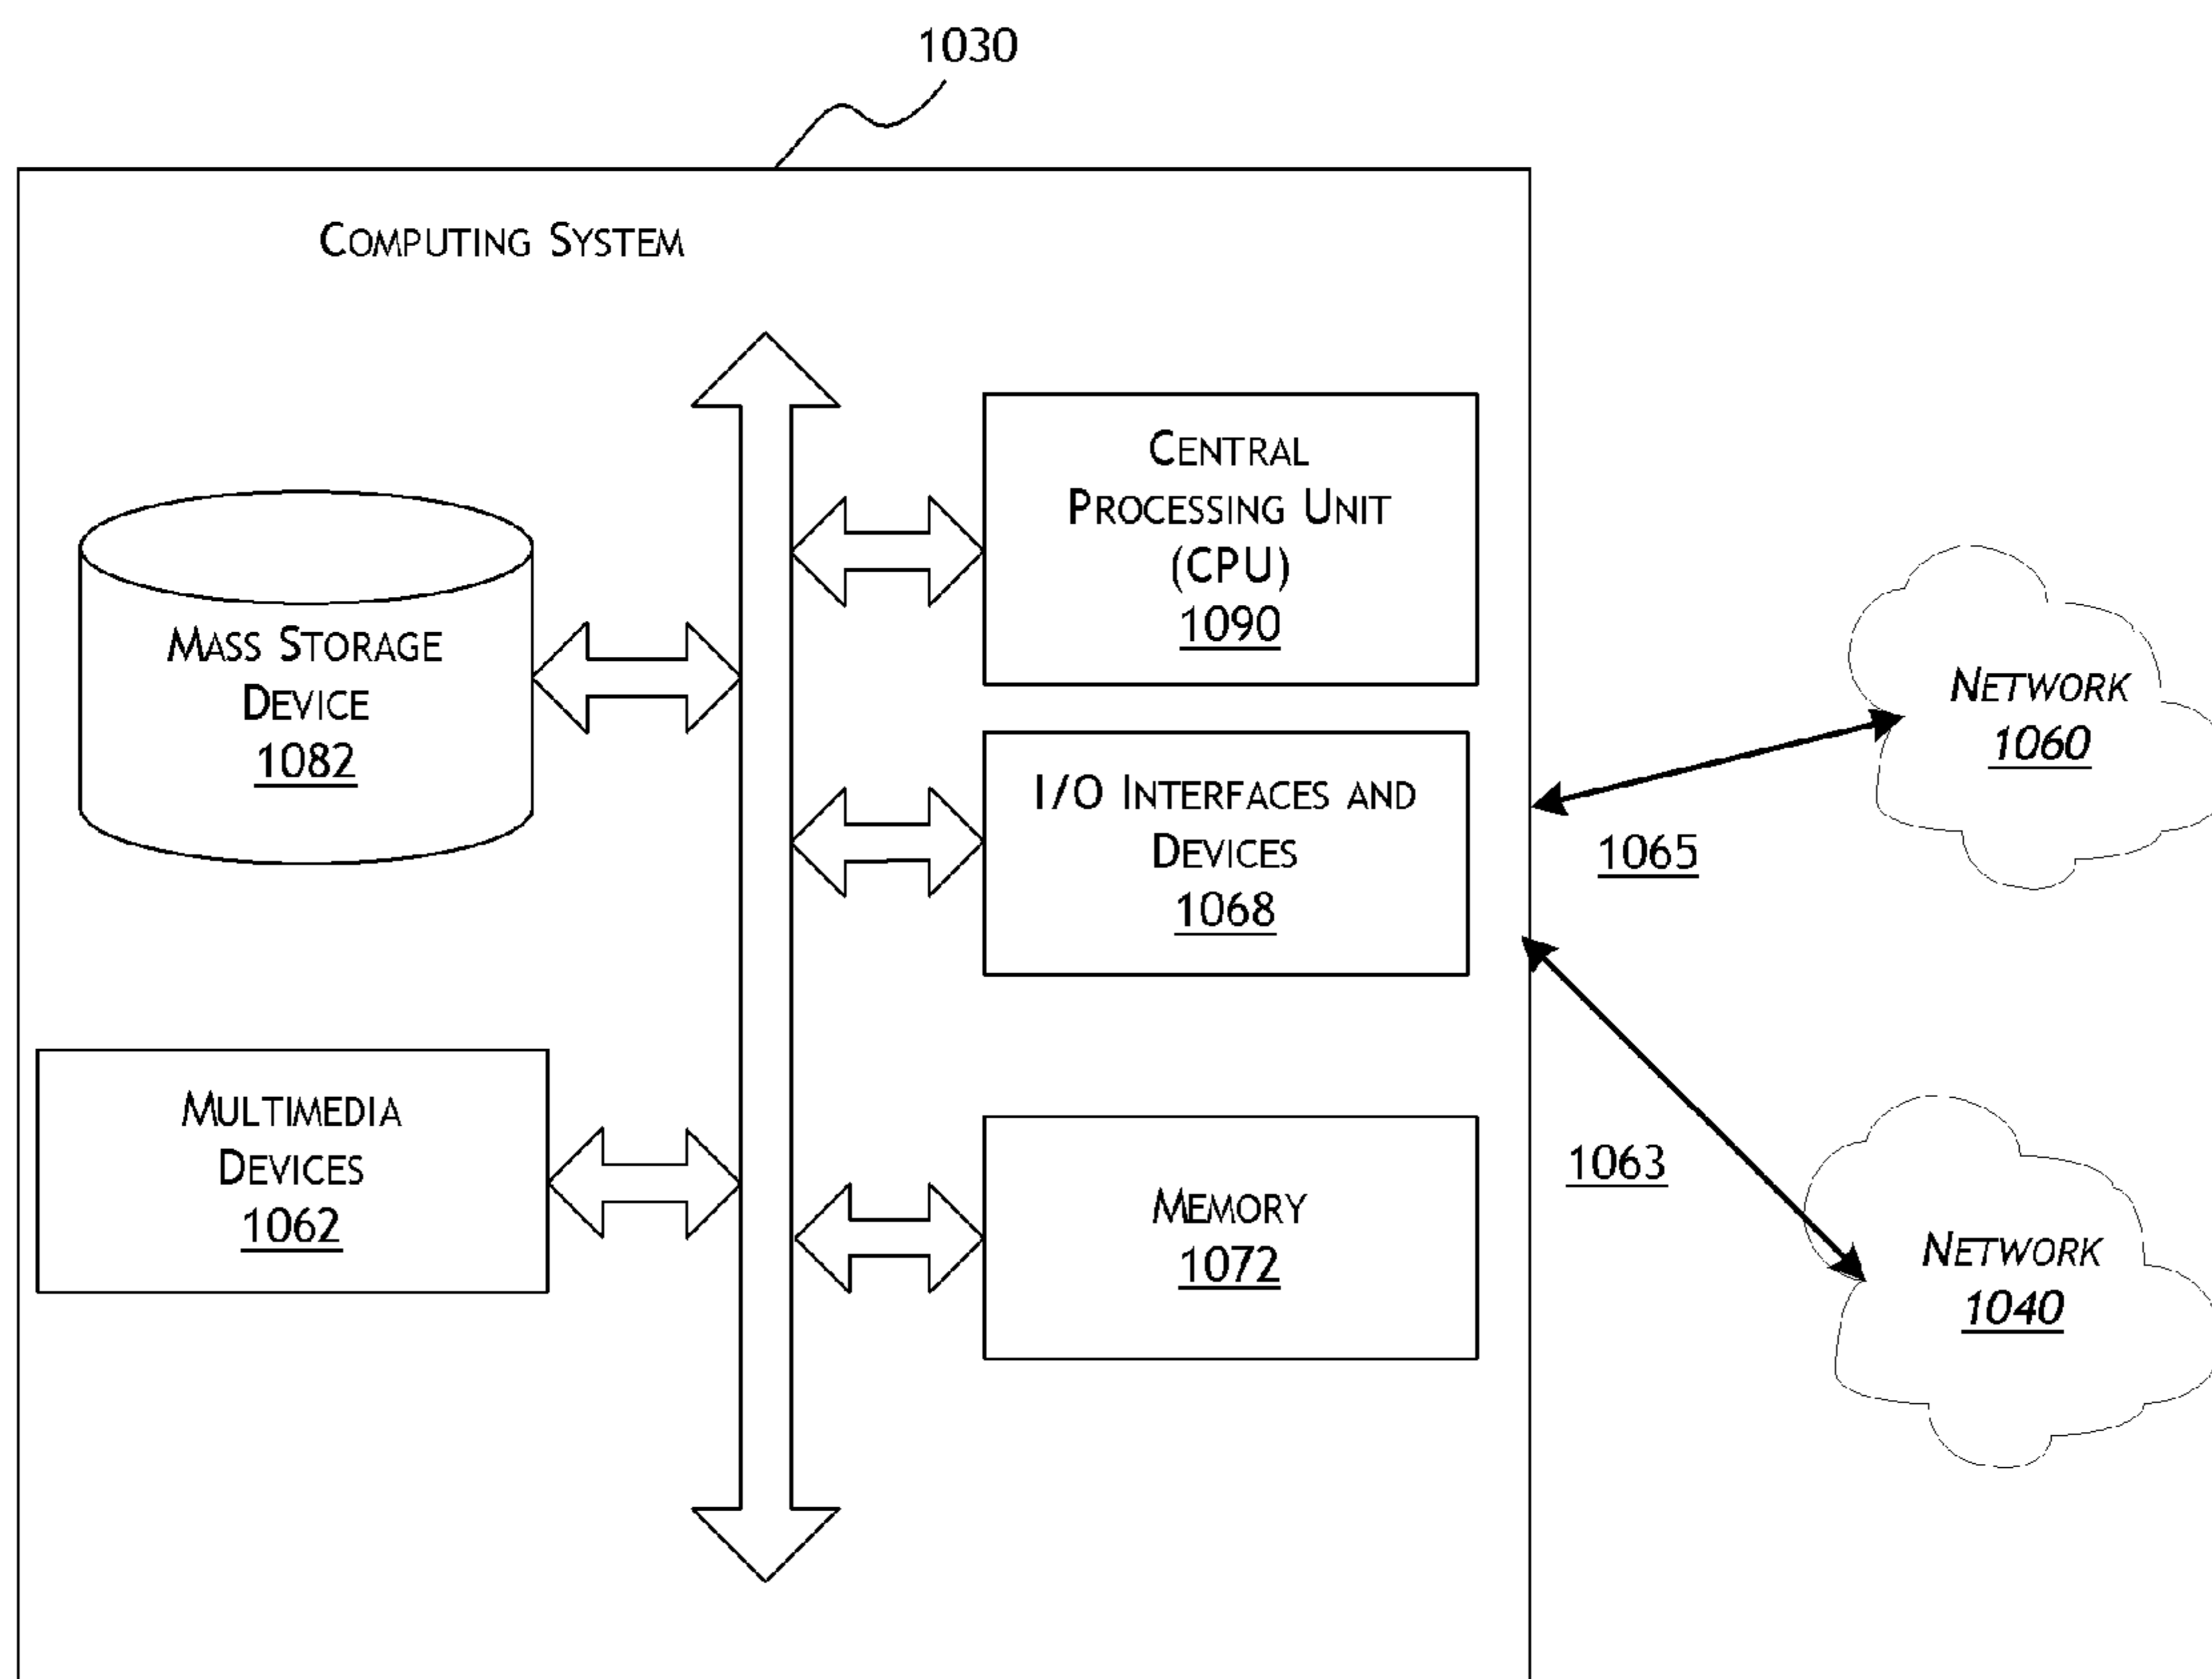 1030
Computing System
Central
Processing Unit
(CPU)
1090
Mass Storage
Device
1082
I/O Interfaces and
Devices
1068
Network
1060
1065
Multimedia
Devices
1062
Memory
1072
1063
Network
1040